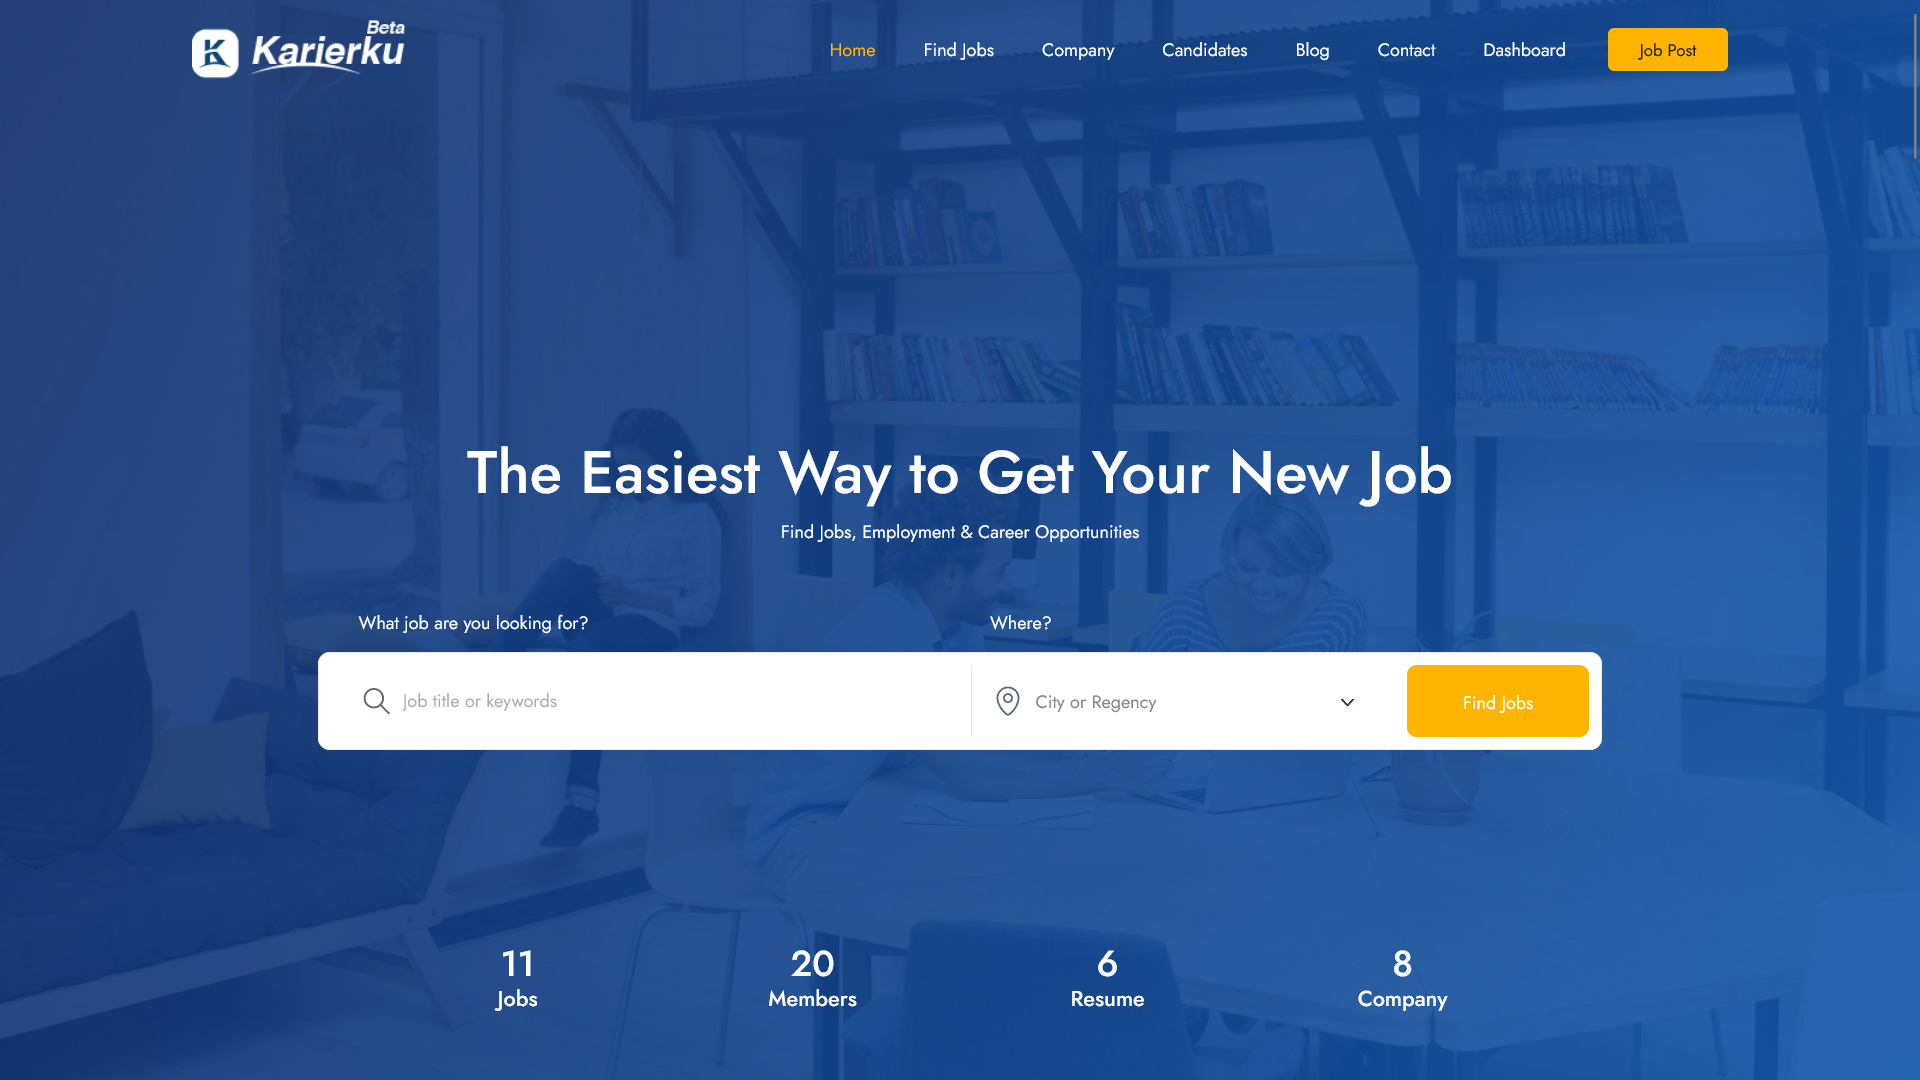 K Karierku Beta
Home Find Jobs Company Candidates Blog Contact Dashboard Job Post
The Easiest Way to Get Your New Job
Find Jobs, Employment & Career Opportunities
What job are you looking for? Where?
Job title or keywords City or Regency Find Jobs
11 20 6 8
Jobs Members Resume Company